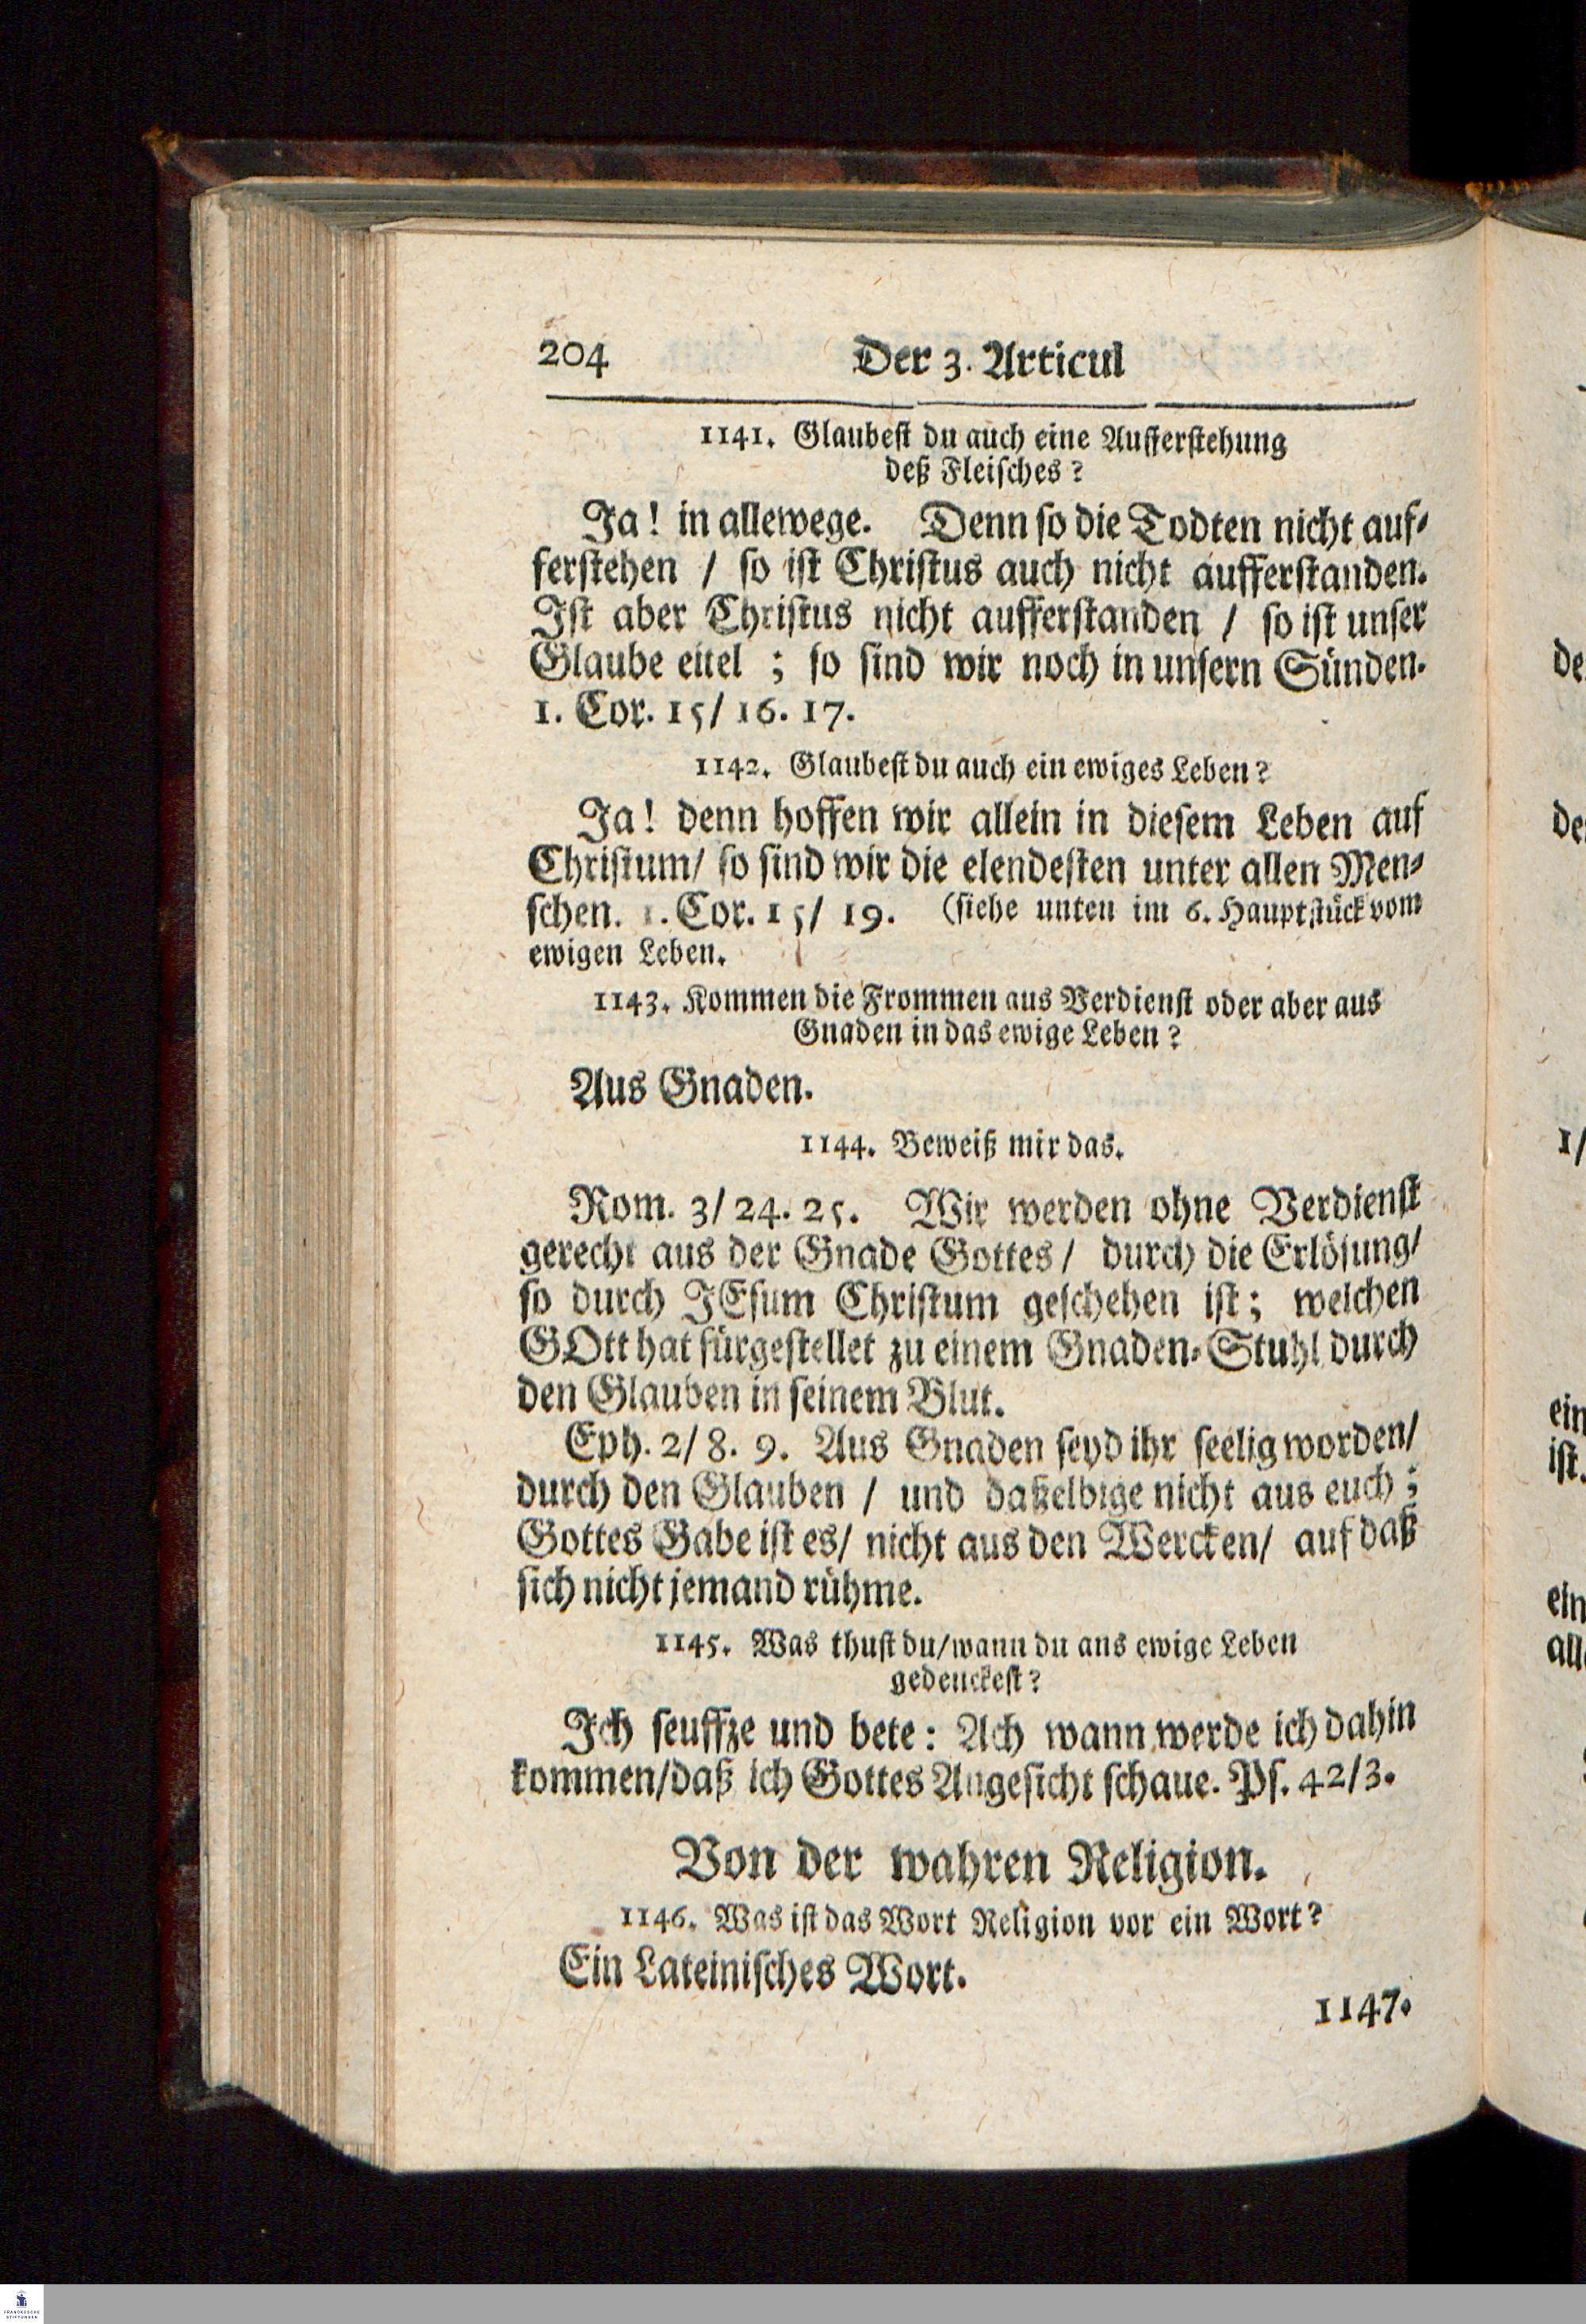 204 Der 3. Articul
1141. Glaubest du auch eine Aufferstehung
deß Fleisches?
Ja! in allewege. Denn so die Todten nicht auf-
ferstehen / so ist Christus auch nicht aufferstanden.
Ist aber Christus nicht aufferstanden / so ist unser
Glaube eitel ; so sind wir noch in unsern Sünden.
1. Cor. 15/ 16. 17.
1142. Glaubest du auch ein ewiges Leben?
Ja! denn hoffen wir allein in diesem Leben auf
Christum/ so sind wir die elendesten unter allen Men-
schen. 1. Cor. 15/ 19. (siehe unten im 6. Hauptstück vom
ewigen Leben.
1143. Kommen die Frommen aus Verdienst oder aber aus
Gnaden in das ewige Leben?
Aus Gnaden.
1144. Beweiß mir das.
Rom. 3/ 24. 25. Wir werden ohne Verdienst
gerecht aus der Gnade Gottes/ durch die Erlösung/
so durch JEsum Christum geschehen ist; welchen
GOtt hat fürgestellet zu einem Gnaden-Stuhl durch
den Glauben in seinem Blut.
Eph. 2/ 8. 9. Aus Gnaden seyd ihr seelig worden/
durch den Glauben / und daßelbige nicht aus euch ;
Gottes Gabe ist es/ nicht aus den Wercken/ auf daß
sich nicht jemand rühme.
1145. Was thust du/wann du ans ewige Leben
gedenckest?
Ich seuffze und bete: Ach wann werde ich dahin
kommen/daß ich Gottes Angesicht schaue. Ps. 42/3.
Von der wahren Religion.
1146. Was ist das Wort Religion vor ein Wort?
Ein Lateinisches Wort.
1147.
de
de
1/
ein
ist.
ein
all
FRANCKESCHE
STIFTUNGEN